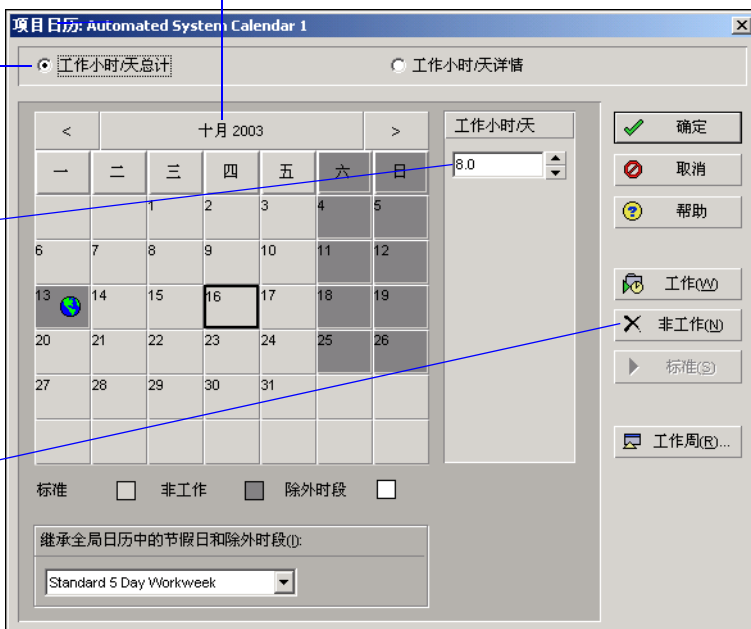 项目日历: Automated System Calendar 1
工作小时/天总计
工作小时/天详情
< 十月 2003 >
工作小时/天
8.0
一 二 三 四 五 六 日
1 2 3 4 5
6 7 8 9 10 11 12
13 14 15 16 17 18 19
20 21 22 23 24 25 26
27 28 29 30 31
标准 非工作 除外时段
继承全局日历中的节假日和除外时段(I):
Standard 5 Day Workweek
确定
取消
帮助
工作(W)
非工作(N)
标准(S)
工作周(R)...